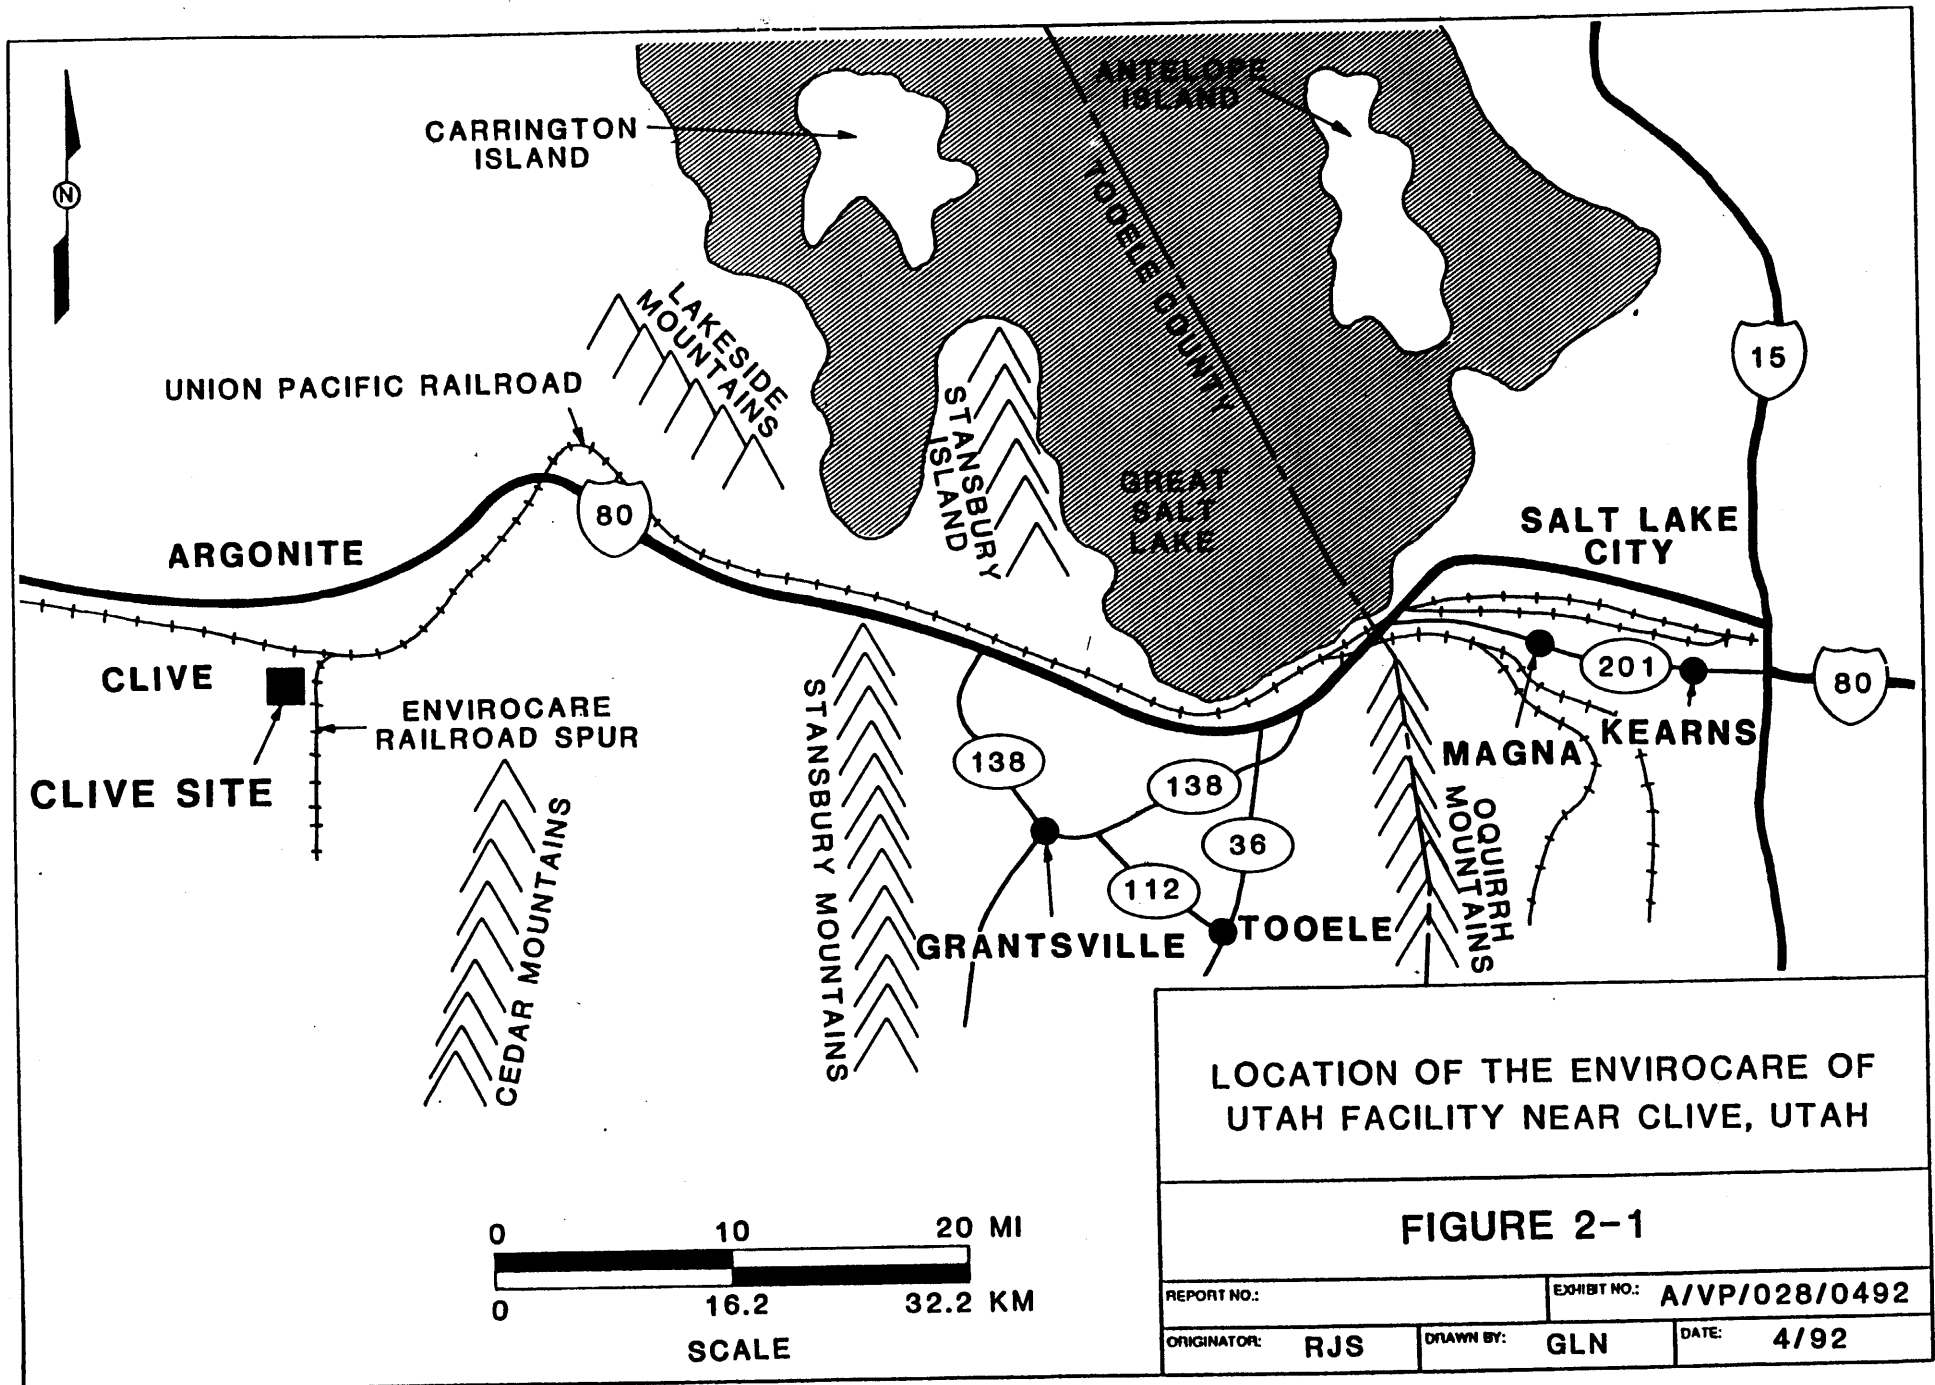 ANTELOPE
ISLAND
CARRINGTON
ISLAND
N
TOOELE COUNTY
LAKESIDE
MOUNTAINS
15
UNION PACIFIC RAILROAD
STANSBURY
ISLAND
GREAT
SALT
LAKE
80
SALT LAKE
CITY
ARGONITE
CLIVE
201
80
ENVIROCARE
RAILROAD SPUR
CLIVE SITE
STANSBURY MOUNTAINS
138
138
MAGNA
KEARNS
CEDAR MOUNTAINS
36
112
OQUIRRH
MOUNTAINS
GRANTSVILLE
TOOELE
LOCATION OF THE ENVIROCARE OF
UTAH FACILITY NEAR CLIVE, UTAH
FIGURE 2-1
0 10 20 MI
0 16.2 32.2 KM
SCALE
REPORT NO.:
EXHIBIT NO.: A/VP/028/0492
ORIGINATOR: RJS
DRAWN BY: GLN
DATE: 4/92